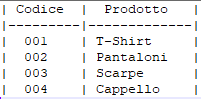 | Codice | Prodotto |
|----------|-------------|
| 001 | T-Shirt |
| 002 | Pantaloni |
| 003 | Scarpe |
| 004 | Cappello |